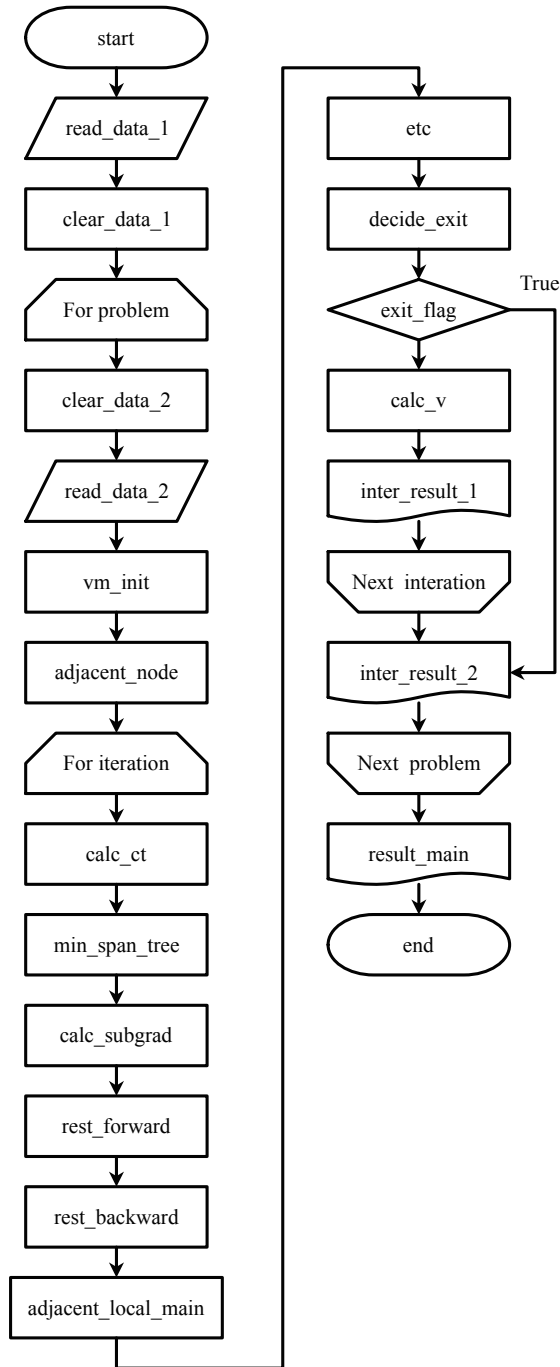 start
read_data_1
clear_data_1
For problem
clear_data_2
read_data_2
vm_init
adjacent_node
For iteration
calc_ct
min_span_tree
calc_subgrad
rest_forward
rest_backward
adjacent_local_main
etc
decide_exit
True
exit_flag
calc_v
inter_result_1
Next interation
inter_result_2
Next problem
result_main
end